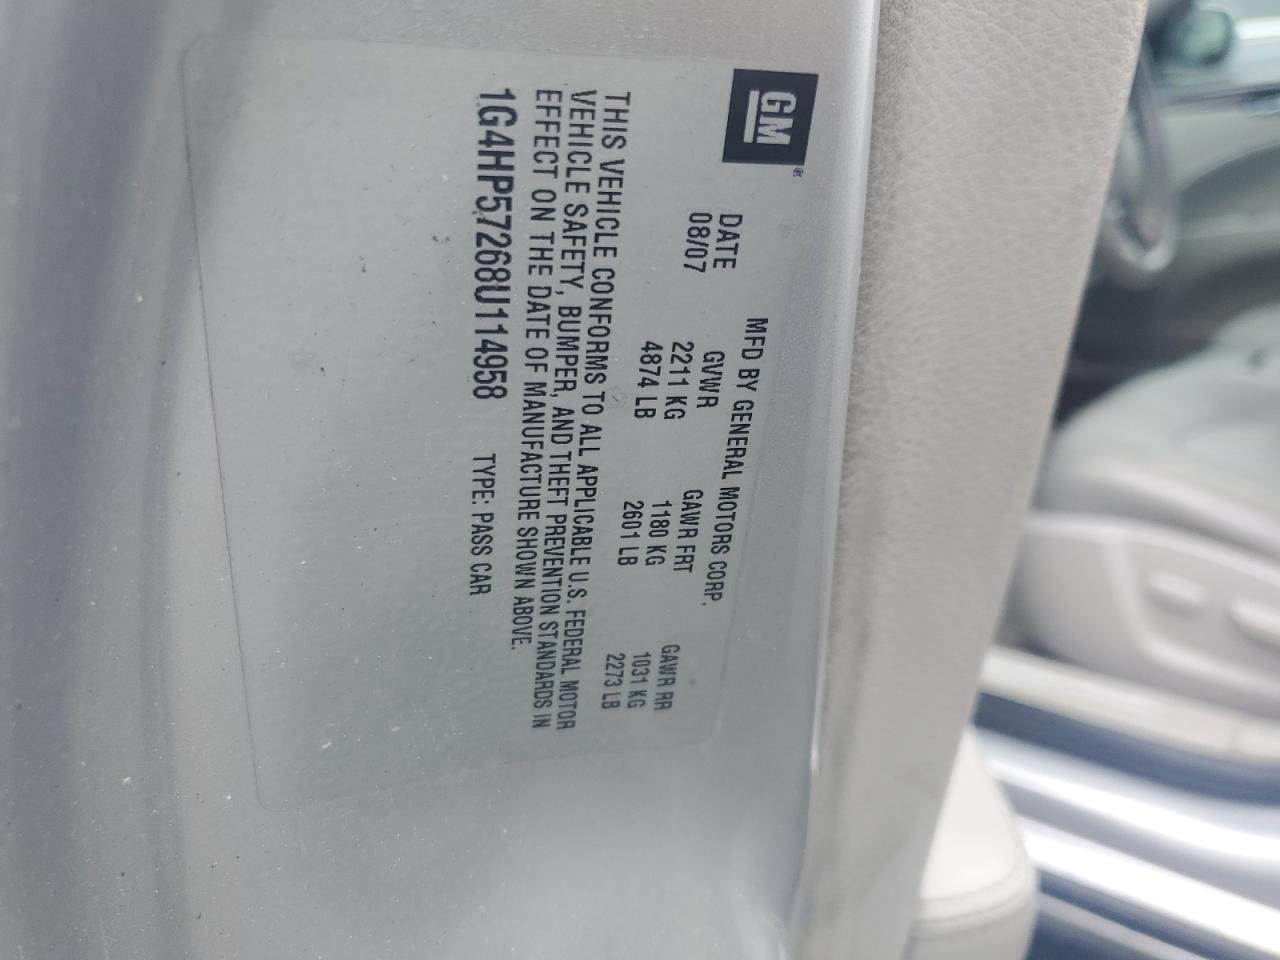 GM
MFD BY GENERAL MOTORS CORP.
DATE GVWR GAWR FRT GAWR RR
08/07 2211 KG 1180 KG 1031 KG
4874 LB 2601 LB 2273 LB
THIS VEHICLE CONFORMS TO ALL APPLICABLE U.S. FEDERAL MOTOR
VEHICLE SAFETY, BUMPER, AND THEFT PREVENTION STANDARDS IN
EFFECT ON THE DATE OF MANUFACTURE SHOWN ABOVE.
1G4HP57268U114958 TYPE: PASS CAR